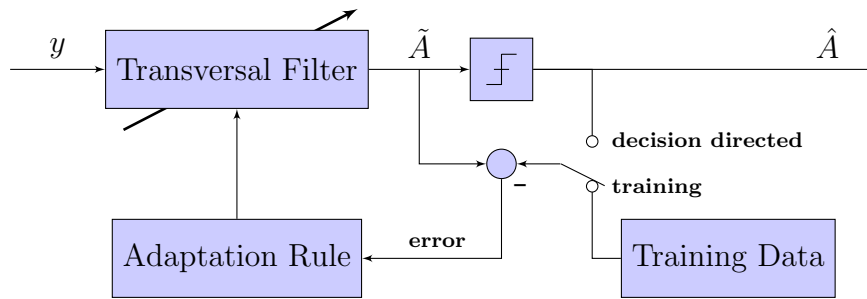 y
Transversal Filter
Ã
Â
decision directed
-
training
error
Adaptation Rule
Training Data